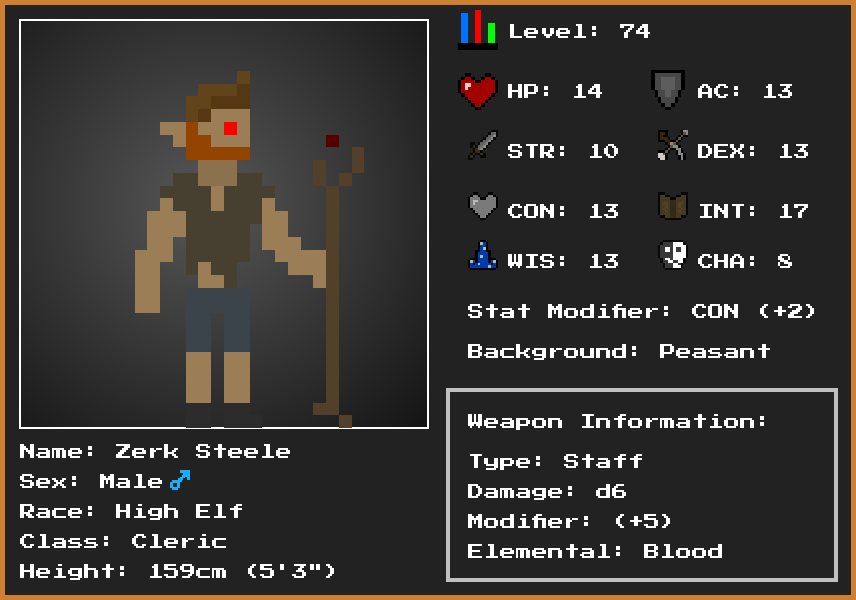 Level: 74
HP: 14
AC: 13
STR: 10
DEX: 13
CON: 13
INT: 17
WIS: 13
CHA: 8
Stat Modifier: CON (+2)
Background: Peasant
Weapon Information:
Type: Staff
Damage: d6
Modifier: (+5)
Elemental: Blood
Name: Zerk Steele
Sex: Male♂
Race: High Elf
Class: Cleric
Height: 159cm (5'3")